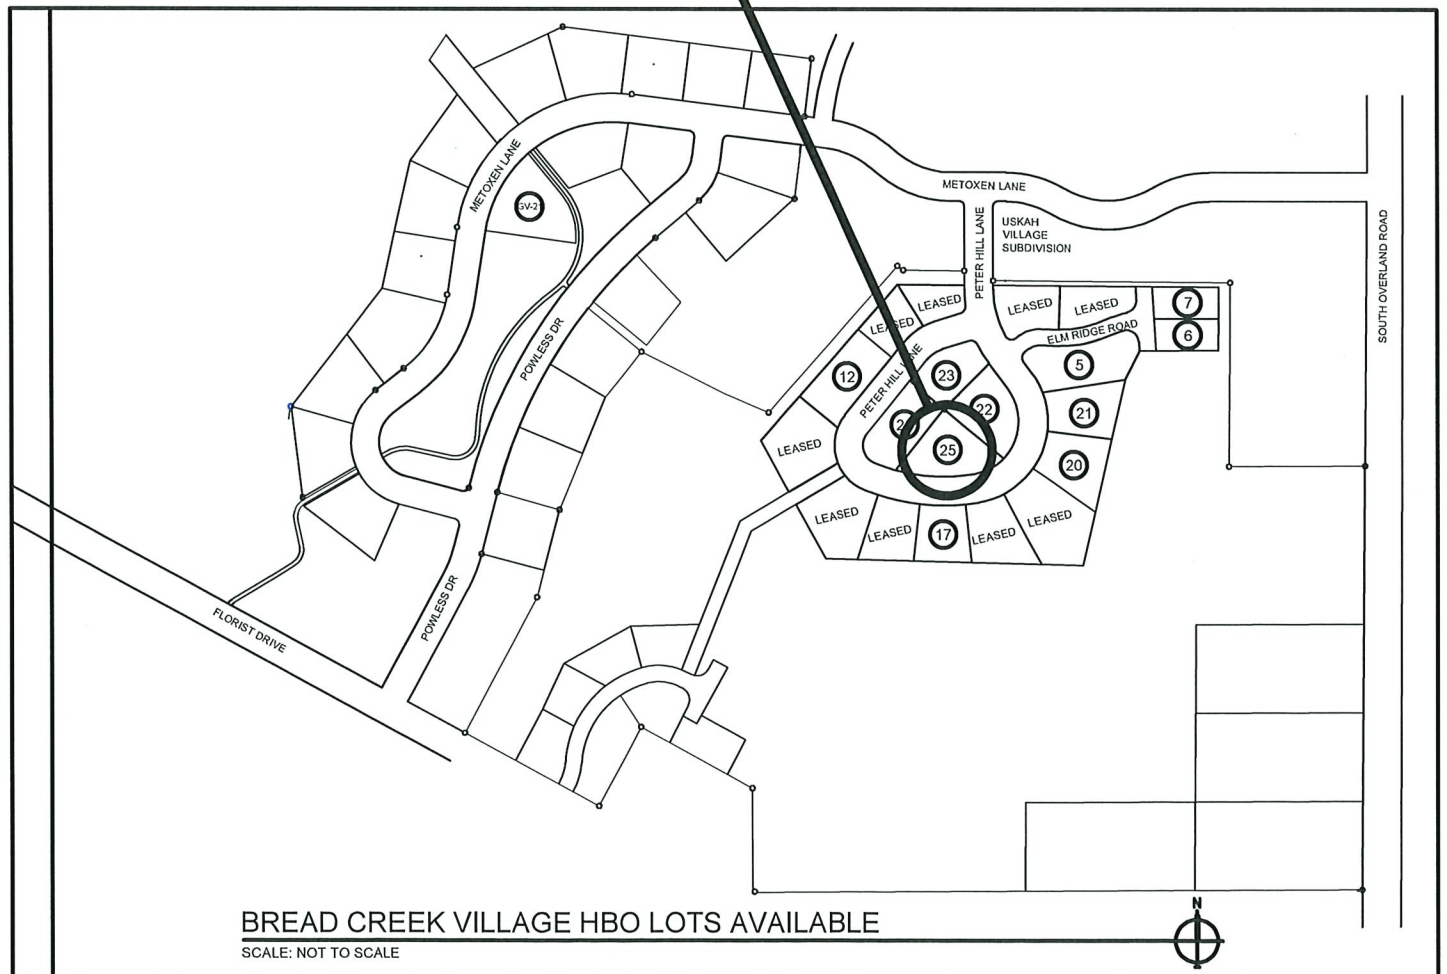 METOXEN LANE
METOXEN LANE
PETER HILL LANE
USKAH
VILLAGE
SUBDIVISION
SOUTH OVERLAND ROAD
LEASED
LEASED
LEASED
LEASED
7
ELM RIDGE ROAD
6
POWLESS DR
PETER HILL LANE
12
23
5
22
21
LEASED
25
20
LEASED
LEASED
17
LEASED
LEASED
POWLESS DR
FLORIST DRIVE
BREAD CREEK VILLAGE HBO LOTS AVAILABLE
SCALE: NOT TO SCALE
N